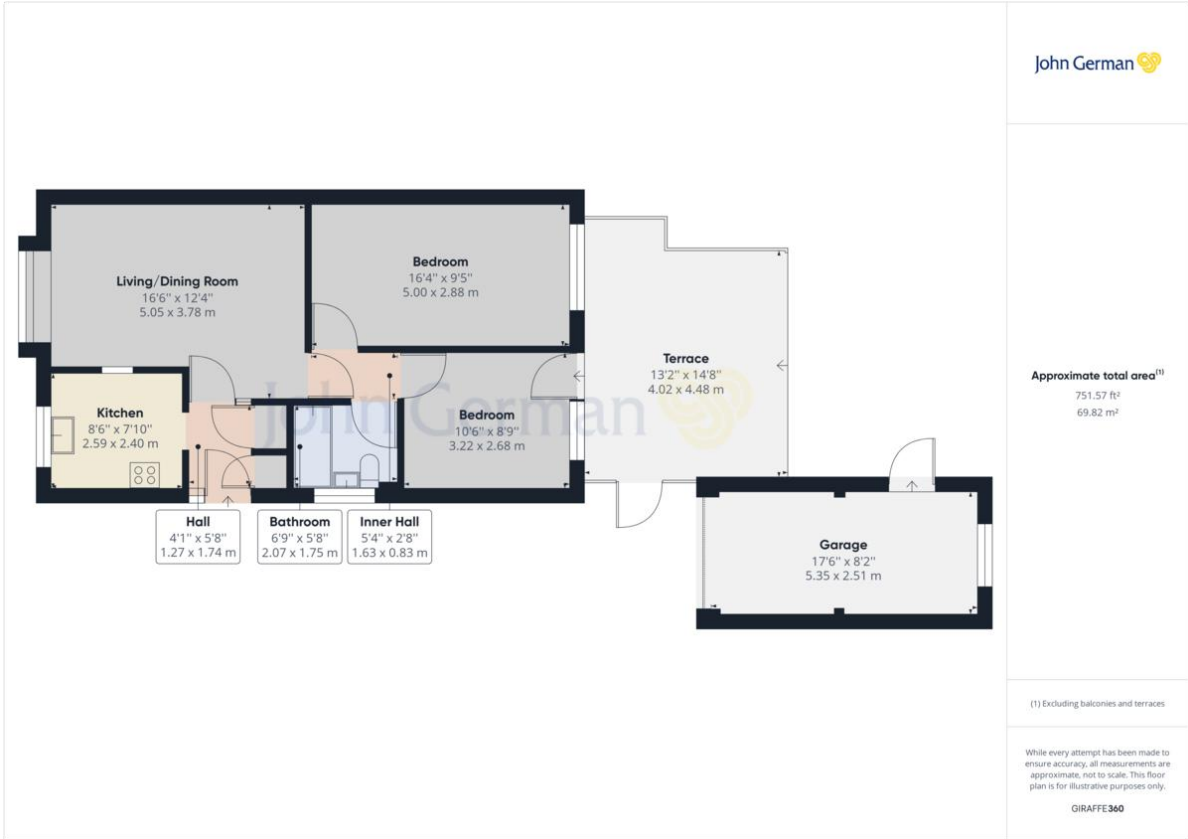 John German
Living/Dining Room
16'6'' x 12'4''
5.05 x 3.78 m
Bedroom
16'4'' x 9'5''
5.00 x 2.88 m
Terrace
13'2'' x 14'8''
4.02 x 4.48 m
Kitchen
8'6'' x 7'10''
2.59 x 2.40 m
Bedroom
10'6'' x 8'9''
3.22 x 2.68 m
John German
Hall
4'1'' x 5'8''
1.27 x 1.74 m
Bathroom
6'9'' x 5'8''
2.07 x 1.75 m
Inner Hall
5'4'' x 2'8''
1.63 x 0.83 m
Garage
17'6'' x 8'2''
5.35 x 2.51 m
Approximate total area(1)
751.57 ft²
69.82 m²
(1) Excluding balconies and terraces
While every attempt has been made to
ensure accuracy, all measurements are
approximate, not to scale. This floor
plan is for illustrative purposes only.
GIRAFFE360